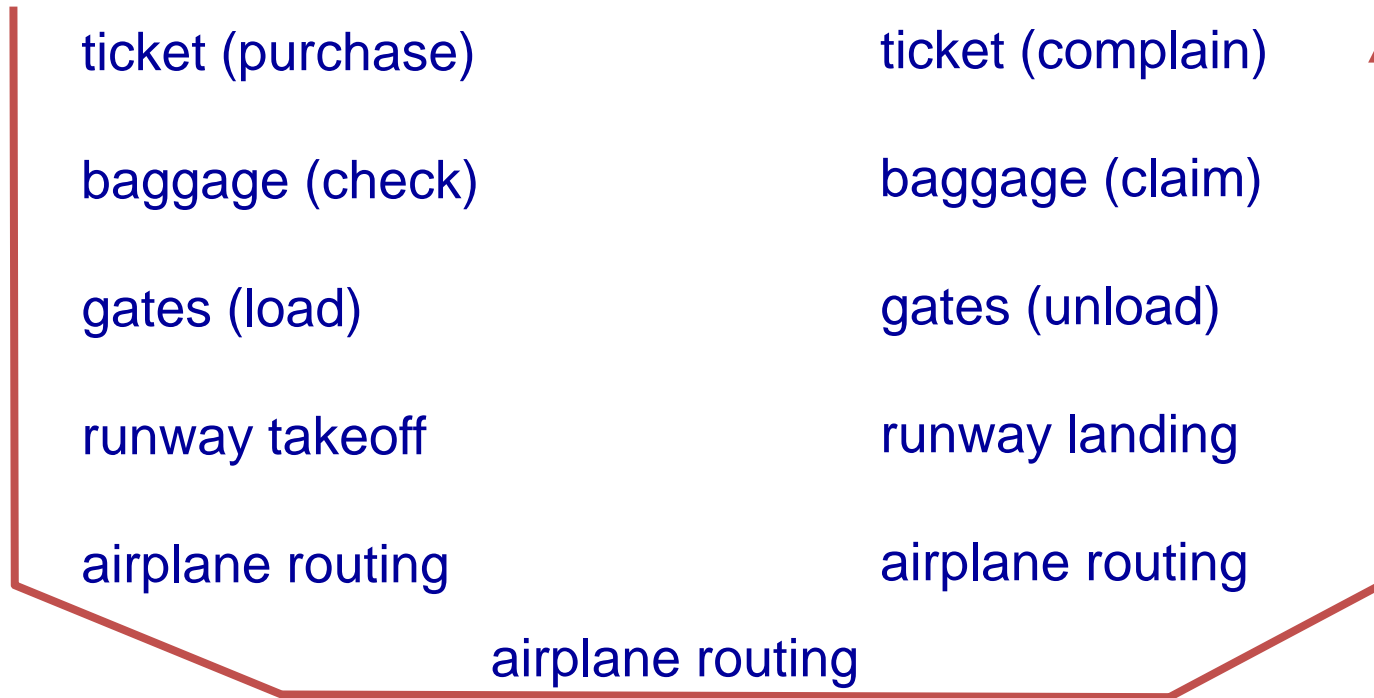 ticket (purchase)
baggage (check)
gates (load)
runway takeoff
airplane routing
airplane routing
ticket (complain)
baggage (claim)
gates (unload)
runway landing
airplane routing